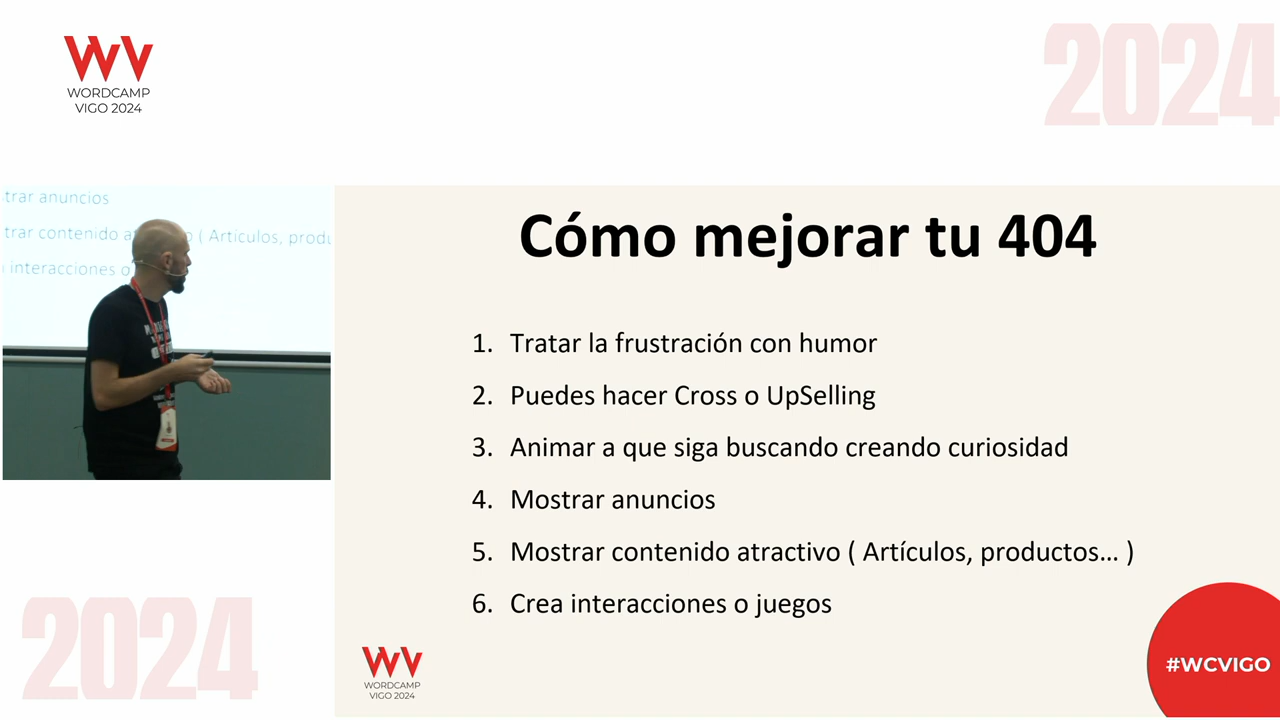 WORDCAMP
VIGO 2024
2024
trar anuncios
trar contenido a ( Artículos, produ
interacciones o
Cómo mejorar tu 404
1. Tratar la frustración con humor
2. Puedes hacer Cross o UpSelling
3. Animar a que siga buscando creando curiosidad
4. Mostrar anuncios
5. Mostrar contenido atractivo ( Artículos, productos... )
6. Crea interacciones o juegos
2024
WORDCAMP
VIGO 2024
#WCVIGO